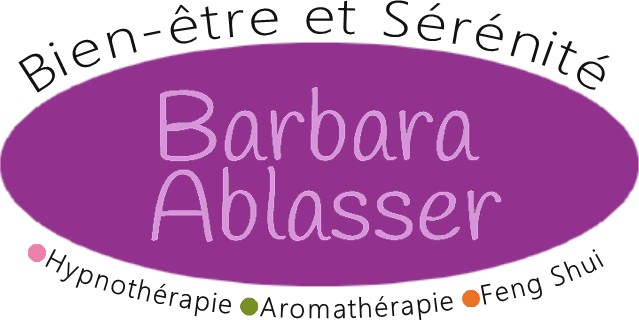 Bien-être et Sérénité
Barbara
Ablasser
Hypnothérapie Aromathérapie Feng Shui